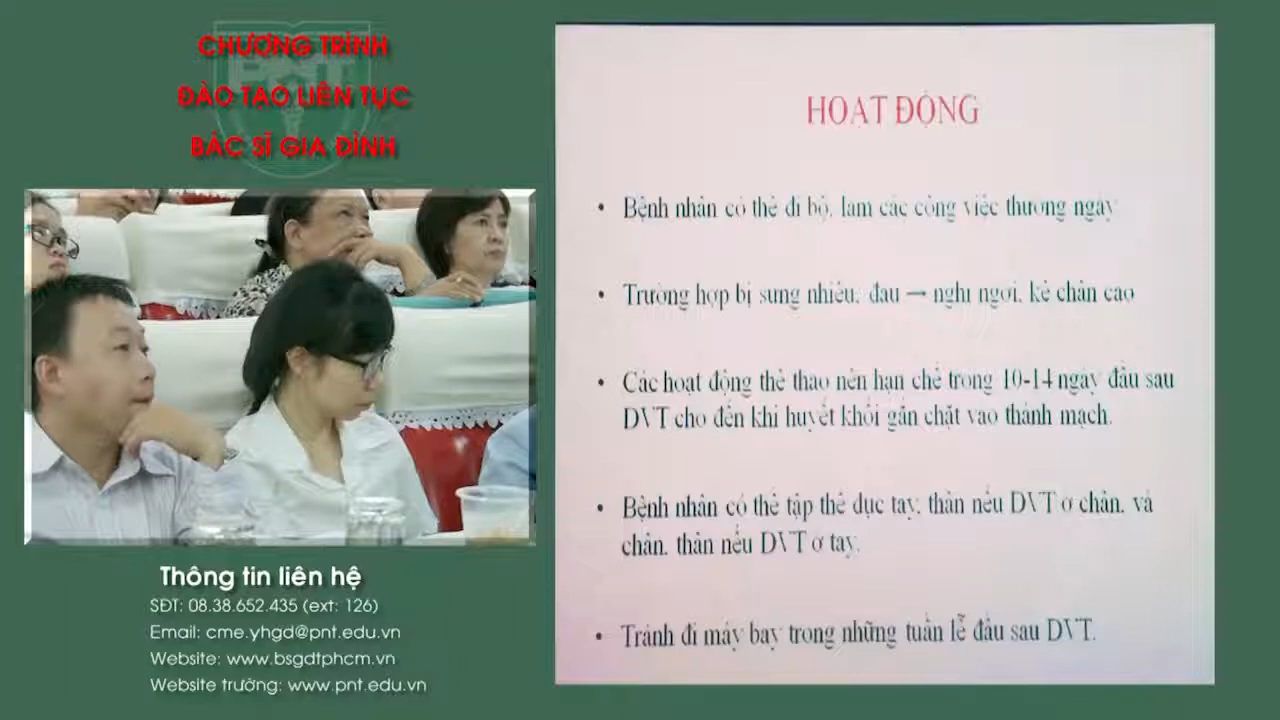 CHƯƠNG TRÌNH
ĐÀO TẠO LIÊN TỤC
BÁC SĨ GIA ĐÌNH
PNT
Thông tin liên hệ
SĐT: 08.38.652.435 (ext: 126)
Email: cme.yhgd@pnt.edu.vn
Website: www.bsgdtphcm.vn
Website trường: www.pnt.edu.vn
HOẠT ĐỘNG
• Bệnh nhân có thể đi bộ, làm các công việc thường ngày
• Trường hợp bị sưng nhiều, đau → nghỉ ngơi, kê chân cao
• Các hoạt động thể thao nên hạn chế trong 10-14 ngày đầu sau
DVT cho đến khi huyết khối gắn chặt vào thành mạch.
• Bệnh nhân có thể tập thể dục tay, thân nếu DVT ở chân, và
chân, thân nếu DVT ở tay.
• Tránh đi máy bay trong những tuần lễ đầu sau DVT.